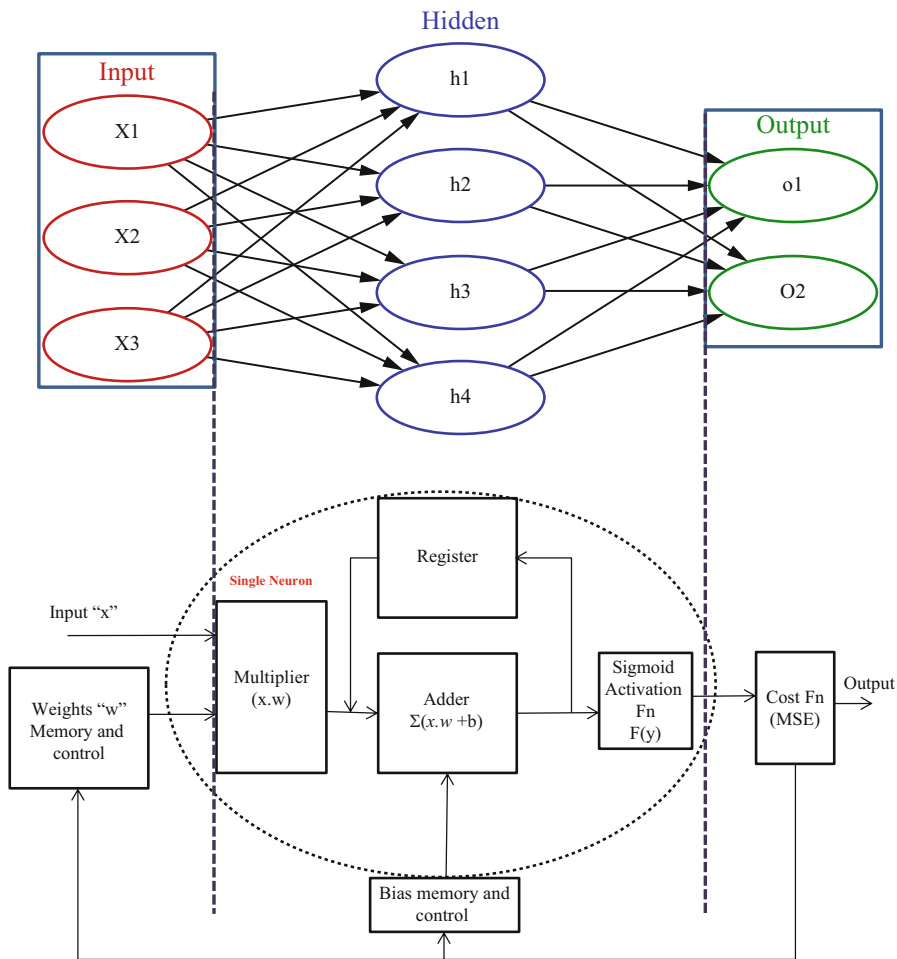 Hidden
Input
Output
X1
X2
X3
h1
h2
h3
h4
o1
O2
Single Neuron
Register
Input “x”
Weights “w”
Memory and
control
Multiplier
(x.w)
Adder
Σ(x.w +b)
Sigmoid
Activation
Fn
F(y)
Cost Fn
(MSE)
Output
Bias memory and
control